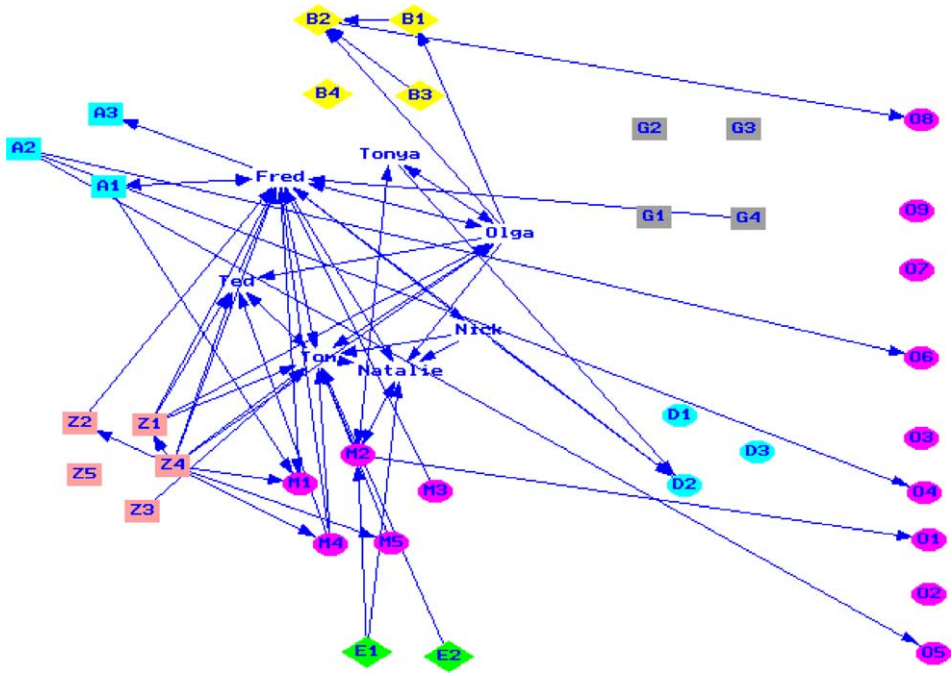 B2
B1
B4
B3
A3
A2
A1
G2
G3
O8
Tonya
Fred
Olga
G1
G4
O9
Ted
O7
Nick
Tom
Natalie
O6
Z2
Z1
D1
D3
O3
Z5
Z4
M2
M1
M3
D2
O4
Z3
M4
M5
O1
O2
E1
E2
O5